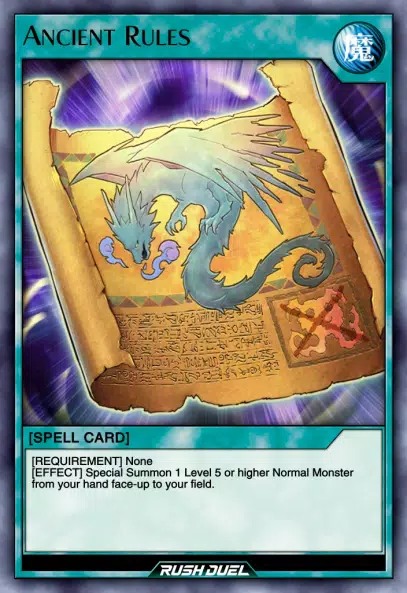 Ancient Rules
魔
[SPELL CARD]
[REQUIREMENT] None
[EFFECT] Special Summon 1 Level 5 or higher Normal Monster
from your hand face-up to your field.
RUSH DUEL